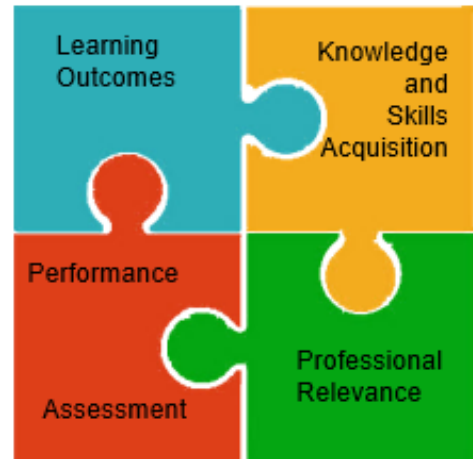 Learning
Outcomes
Knowledge
and
Skills
Acquisition
Performance
Assessment
Professional
Relevance